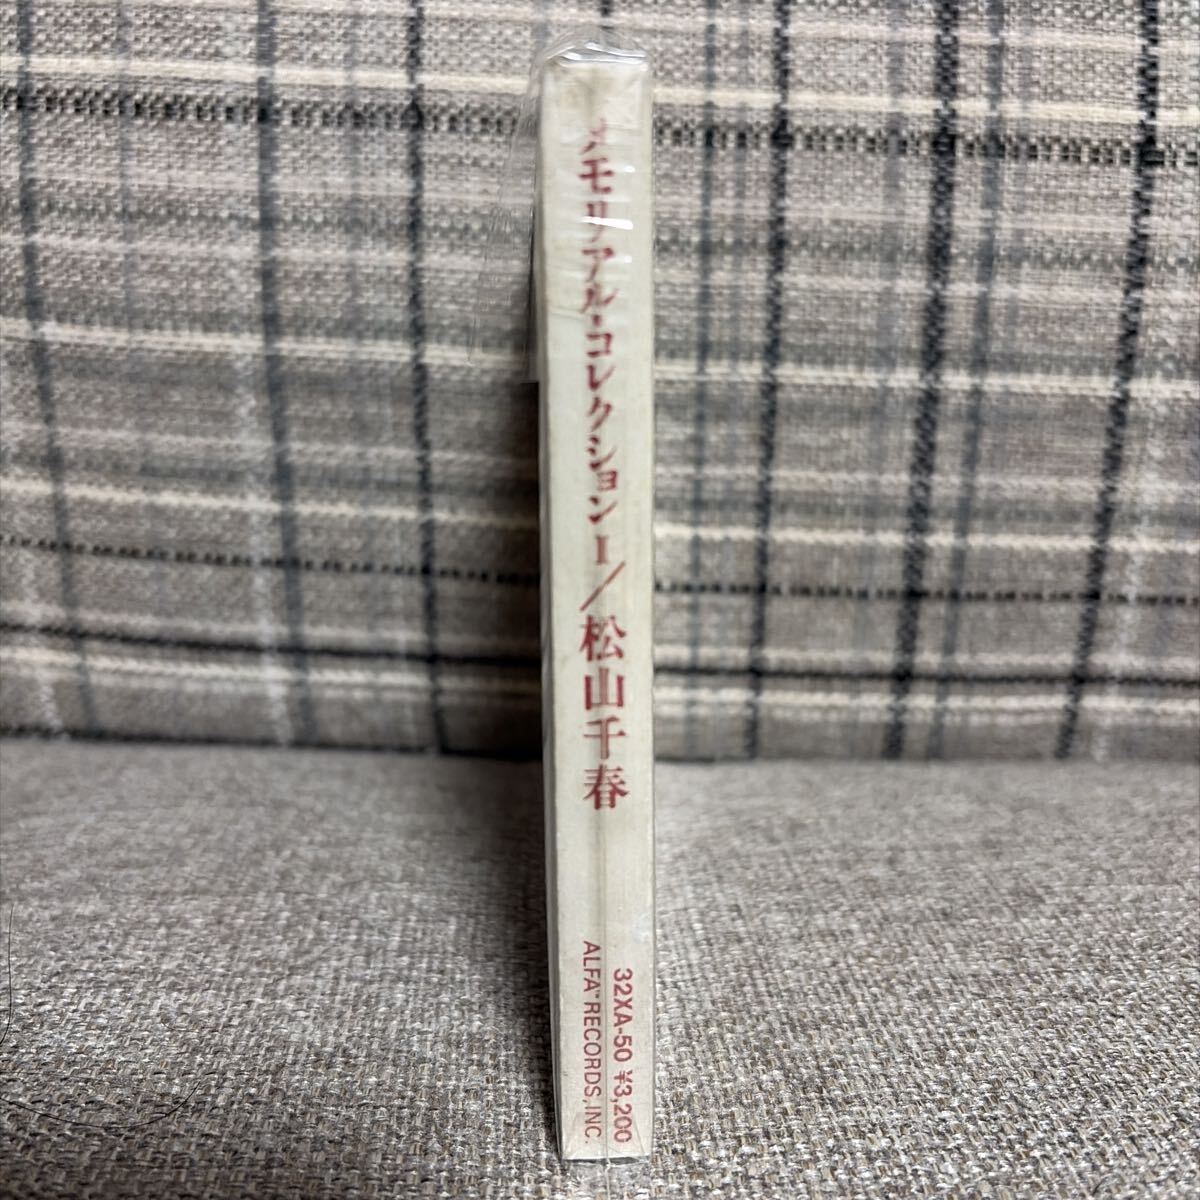 メモリアル・コレクションI／松山千春
32XA-50 ¥3,200
ALFA™ RECORDS, INC.